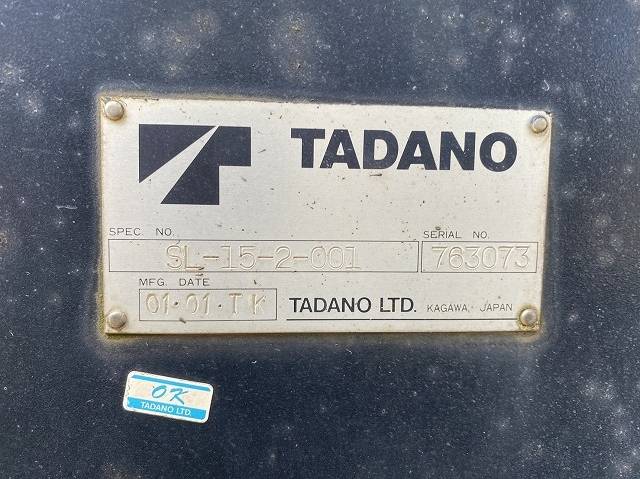 TADANO
SPEC. NO.
SERIAL NO.
SL-15-2-001
763073
MFG. DATE
01·01·TK
TADANO LTD. KAGAWA, JAPAN
OK
TADANO LTD.